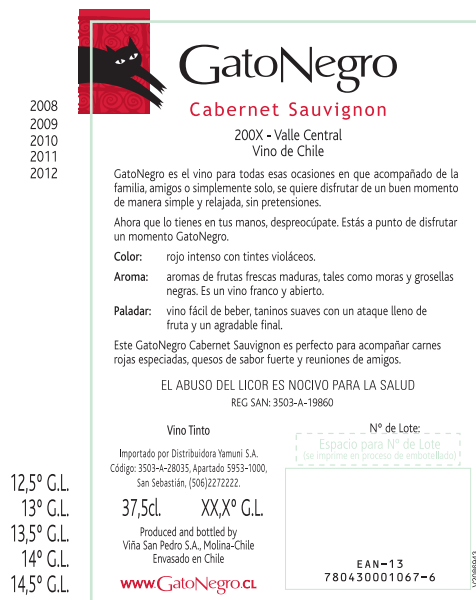 GatoNegro
Cabernet Sauvignon
200X - Valle Central
Vino de Chile
2008
2009
2010
2011
2012
GatoNegro es el vino para todas esas ocasiones en que acompañado de la
familia, amigos o simplemente solo, se quiere disfrutar de un buen momento
de manera simple y relajada, sin pretensiones.
Ahora que lo tienes en tus manos, despreocúpate. Estás a punto de disfrutar
un momento GatoNegro.
Color: rojo intenso con tintes violáceos.
Aroma: aromas de frutas frescas maduras, tales como moras y grosellas
negras. Es un vino franco y abierto.
Paladar: vino fácil de beber, taninos suaves con un ataque lleno de
fruta y un agradable final.
Este GatoNegro Cabernet Sauvignon es perfecto para acompañar carnes
rojas especiadas, quesos de sabor fuerte y reuniones de amigos.
EL ABUSO DEL LICOR ES NOCIVO PARA LA SALUD
REG SAN: 3503-A-19860
Vino Tinto
Importado por Distribuidora Yamuni S.A.
Código: 3503-A-28035, Apartado 5953-1000,
San Sebastián, (506)2272222.
37,5cl. XX,Xº G.L.
Produced and bottled by
Viña San Pedro S.A., Molina-Chile
Envasado en Chile
www.GatoNegro.CL
Nº de Lote:
Espacio para Nº de Lote
(se imprime en proceso de embotellado)
EAN-13
780430001067-6
12,5º G.L.
13º G.L.
13,5º G.L.
14º G.L.
14,5º G.L.